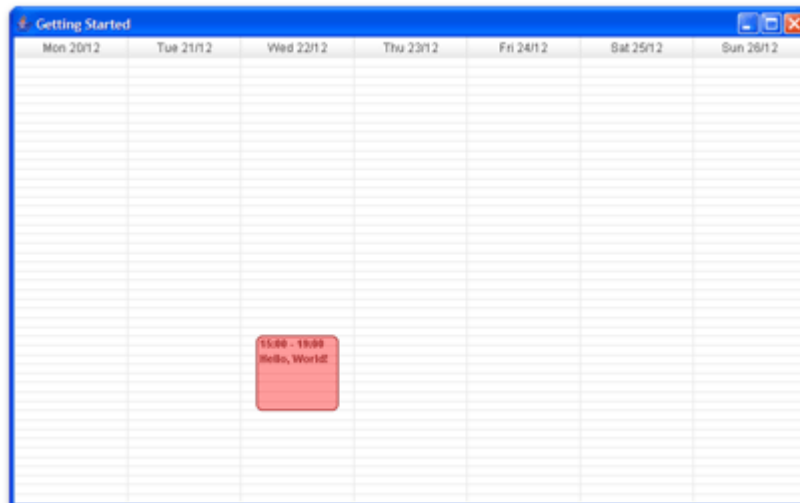 Getting Started
Mon 20/12 Tue 21/12 Wed 22/12 Thu 23/12 Fri 24/12 Sat 25/12 Sun 26/12
15:00 - 19:00
Hello, World!